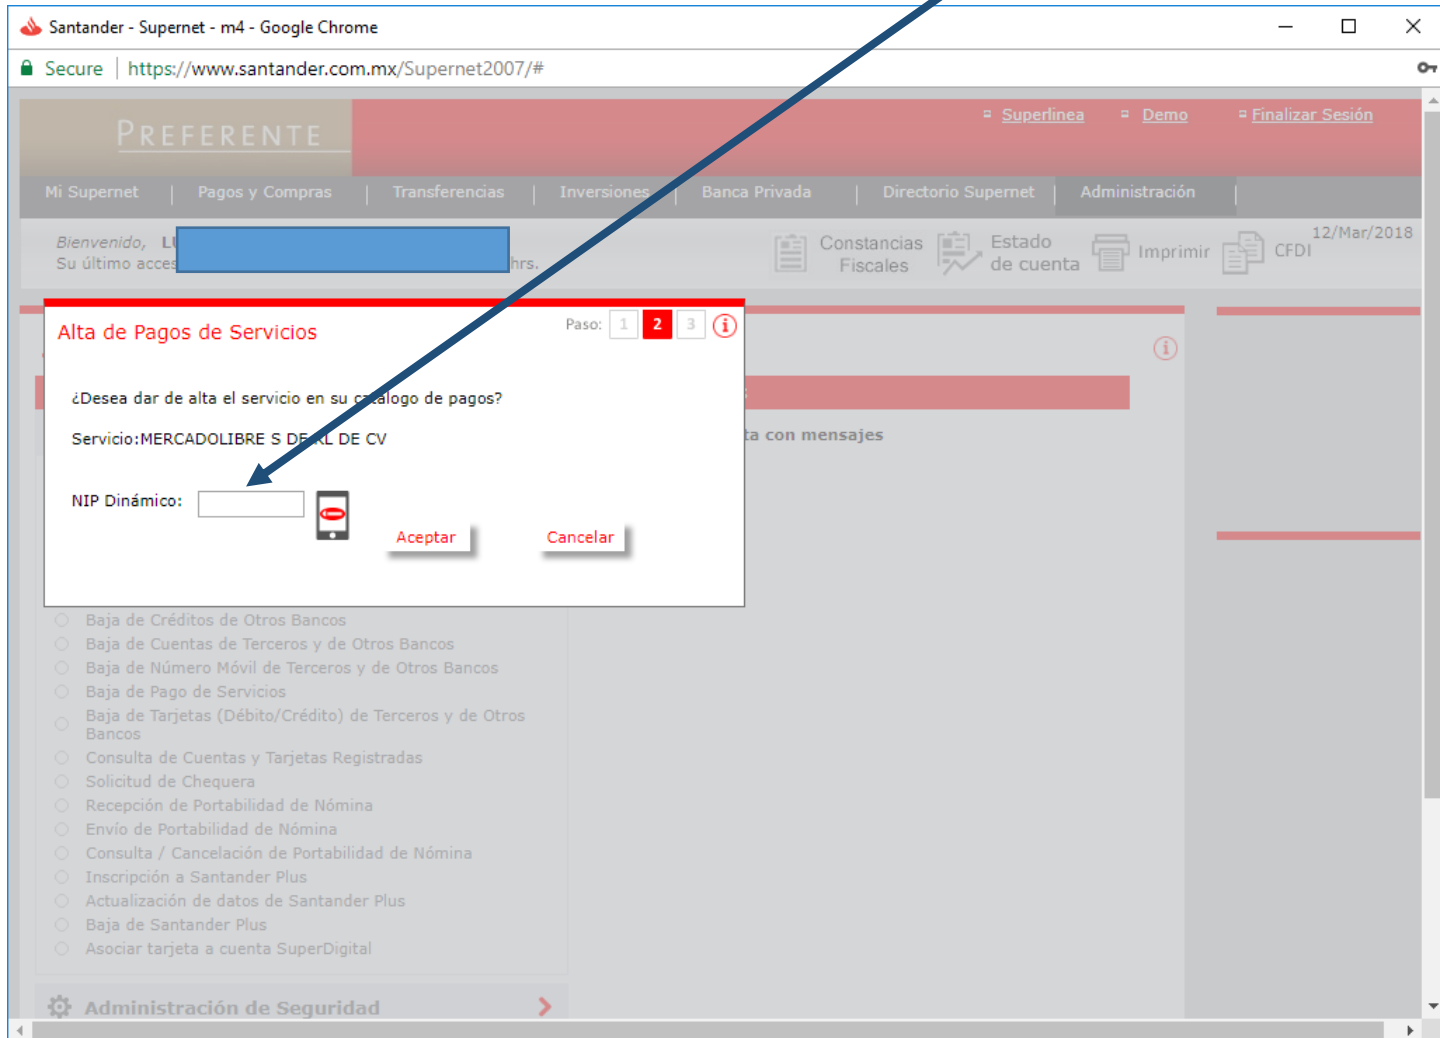 Santander - Supernet - m4 - Google Chrome
Secure | https://www.santander.com.mx/Supernet2007/#
PREFERENTE
Superlinea Demo Finalizar Sesión
Mi Supernet | Pagos y Compras | Transferencias | Inversiones | Banca Privada | Directorio Supernet | Administración |
12/Mar/2018
Bienvenido, LU
Su último acces hrs.
Constancias Fiscales
Estado de cuenta
Imprimir
CFDI
Alta de Pagos de Servicios
Paso: 1 2 3 i
i
¿Desea dar de alta el servicio en su catálogo de pagos?
Servicio:MERCADOLIBRE S DE RL DE CV
ta con mensajes
NIP Dinámico:
Aceptar Cancelar
Baja de Créditos de Otros Bancos
Baja de Cuentas de Terceros y de Otros Bancos
Baja de Número Móvil de Terceros y de Otros Bancos
Baja de Pago de Servicios
Baja de Tarjetas (Débito/Crédito) de Terceros y de Otros
Bancos
Consulta de Cuentas y Tarjetas Registradas
Solicitud de Chequera
Recepción de Portabilidad de Nómina
Envío de Portabilidad de Nómina
Consulta / Cancelación de Portabilidad de Nómina
Inscripción a Santander Plus
Actualización de datos de Santander Plus
Baja de Santander Plus
Asociar tarjeta a cuenta SuperDigital
Administración de Seguridad